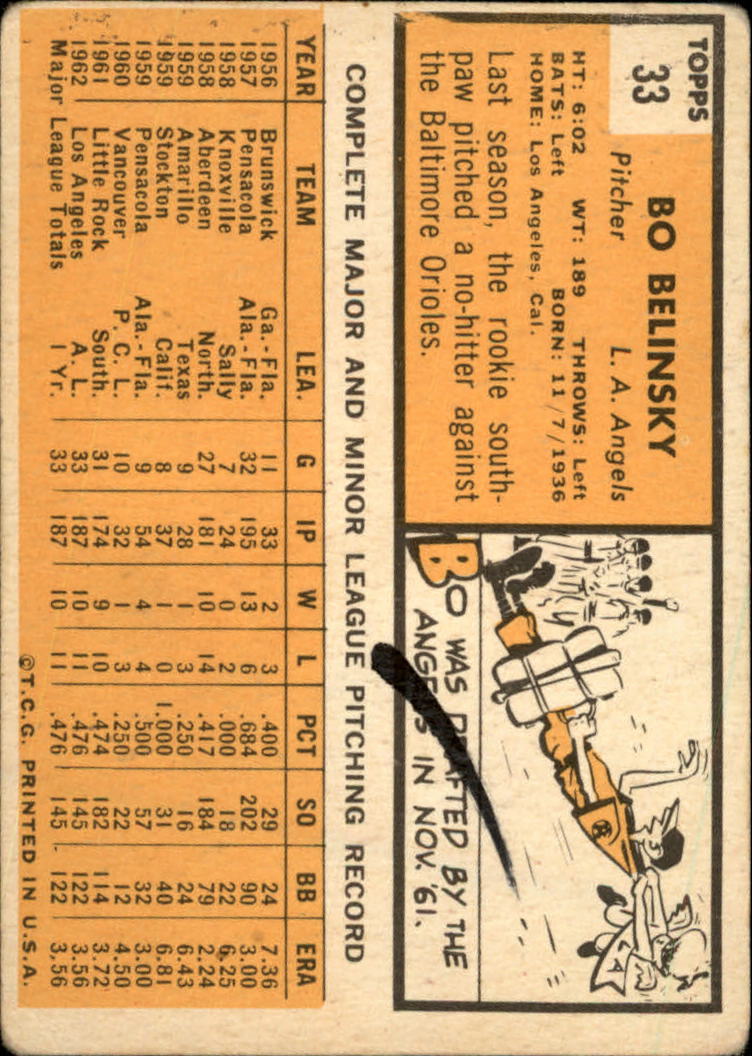 TOPPS
33
BO BELINSKY
Pitcher L. A. Angels
HT: 6:02 WT: 189 THROWS: Left
BATS: Left BORN: 11/7/1936
HOME: Los Angeles, Cal.
Last season, the rookie south-
paw pitched a no-hitter against
the Baltimore Orioles.
BO WAS DRAFTED BY THE
ANGELS IN NOV. '61.
L A
COMPLETE MAJOR AND MINOR LEAGUE PITCHING RECORD
YEAR TEAM LEA. G IP W L PCT SO BB ERA
1956 Brunswick Ga.-Fla. 11 33 2 3 .400 29 24 7.36
1957 Pensacola Ala.-Fla. 32 195 13 6 .684 202 90 3.00
1958 Knoxville Sally 7 24 0 2 .000 18 22 6.25
1958 Aberdeen North. 27 181 10 14 .417 184 79 2.24
1959 Amarillo Texas 9 28 1 3 .250 16 24 6.43
1959 Stockton Calif. 8 37 1 0 1.000 31 40 6.81
1959 Pensacola Ala.-Fla. 9 54 4 4 .500 57 32 3.00
1960 Vancouver P. C. L. 10 32 1 3 .250 22 12 4.50
1961 Little Rock South. 31 174 9 10 .474 182 114 3.72
1962 Los Angeles A. L. 33 187 10 11 .476 145 122 3.56
Major League Totals 1 Yr. 33 187 10 11 .476 145 122 3.56
©T.C.G. PRINTED IN U.S.A.